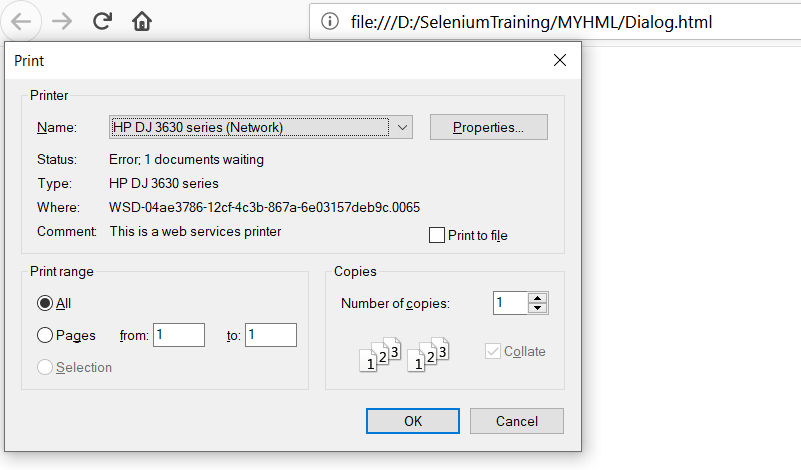 file:///D:/SeleniumTraining/MYHML/Dialog.html
Print
Printer
Name: HP DJ 3630 series (Network) Properties...
Status: Error; 1 documents waiting
Type: HP DJ 3630 series
Where: WSD-04ae3786-12cf-4c3b-867a-6e03157deb9c.0065
Comment: This is a web services printer
Print to file
Print range
All
Pages from: 1 to: 1
Selection
Copies
Number of copies: 1
1 2 3 1 2 3 Collate
OK Cancel